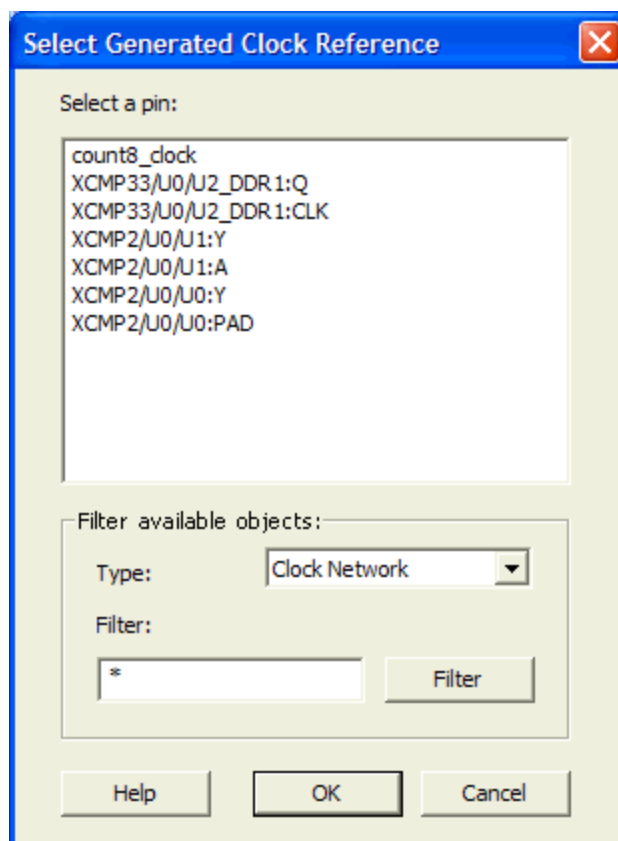 Select Generated Clock Reference
Select a pin:
count8_clock
XCMP33/U0/U2_DDR1:Q
XCMP33/U0/U2_DDR1:CLK
XCMP2/U0/U1:Y
XCMP2/U0/U1:A
XCMP2/U0/U0:Y
XCMP2/U0/U0:PAD
Filter available objects:
Type:
Clock Network
Filter:
*
Filter
Help
OK
Cancel